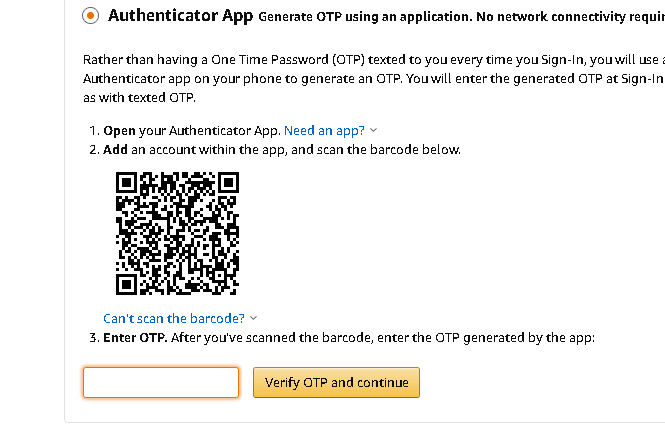 Authenticator App Generate OTP using an application. No network connectivity
Rather than having a One Time Password (OTP) texted to you every time you Sign-In, you will use
Authenticator app on your phone to generate an OTP. You will enter the generated OTP at Sign-In
as with texted OTP.
1. Open your Authenticator App. Need an app?
2. Add an account within the app, and scan the barcode below.
Can't scan the barcode?
3. Enter OTP. After you've scanned the barcode, enter the OTP generated by the app:
Verify OTP and continue